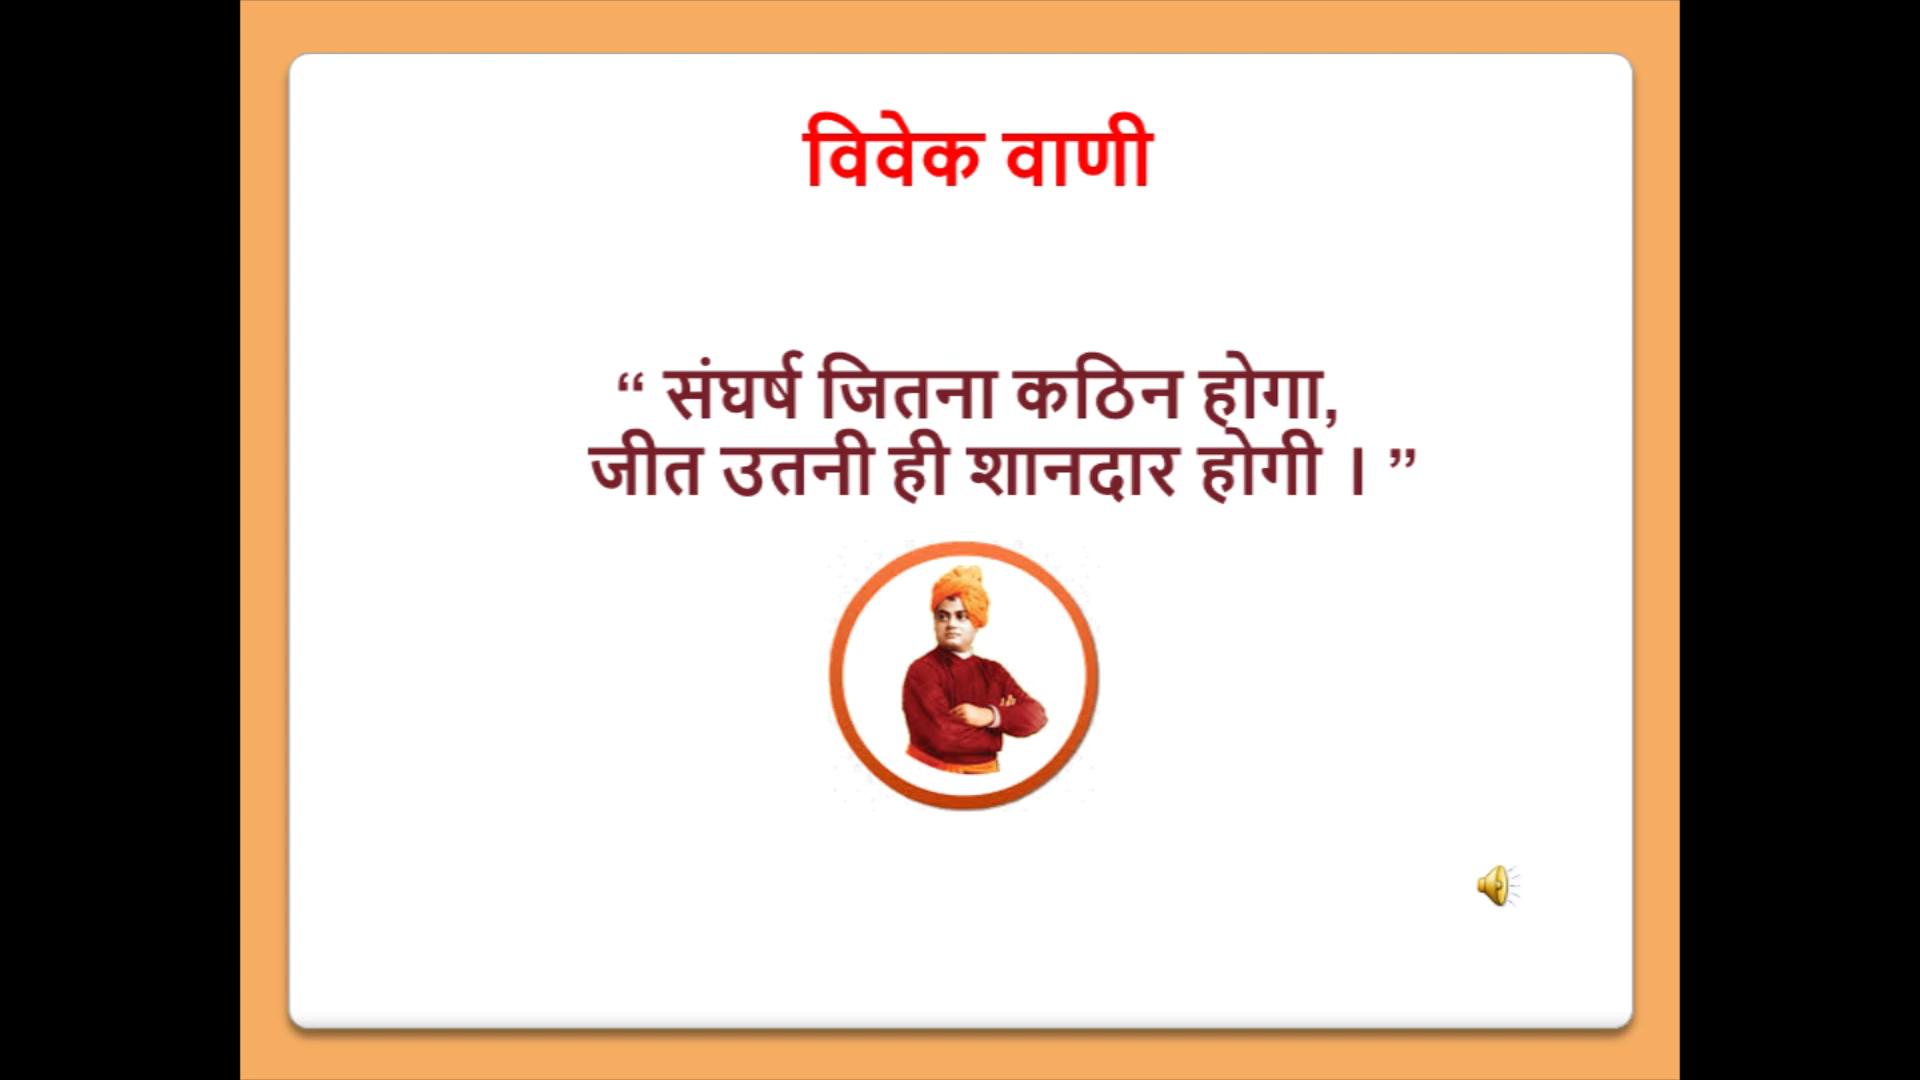 विवेक वाणी
“ संघर्ष जितना कठिन होगा,
जीत उतनी ही शानदार होगी । ”